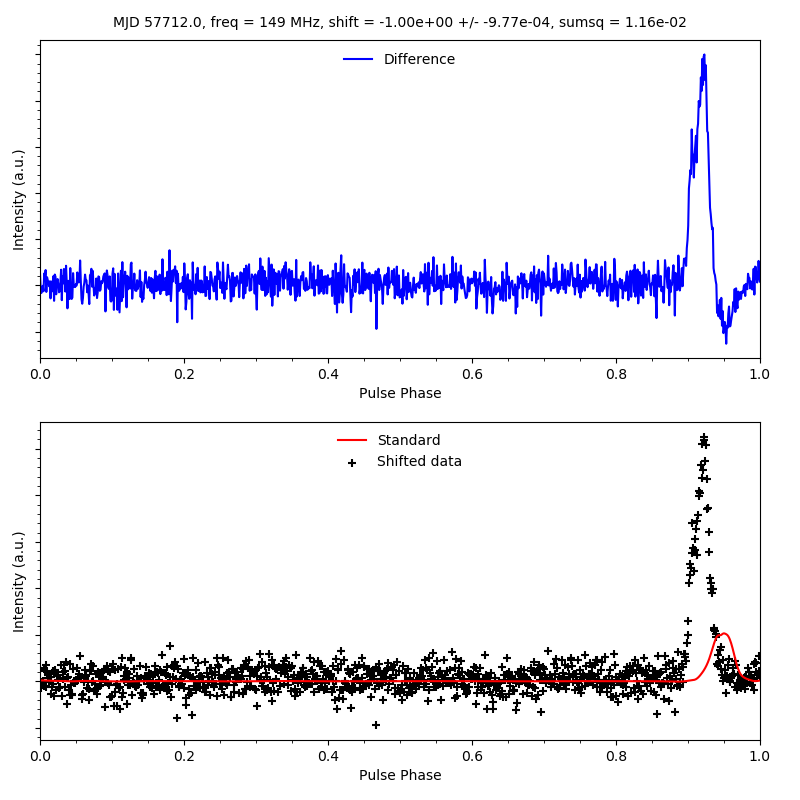 MJD 57712.0, freq = 149 MHz, shift = -1.00e+00 +/- -9.77e-04, sumsq = 1.16e-02
Difference
Intensity (a.u.)
0.0 0.2 0.4 0.6 0.8 1.0
Pulse Phase
Standard
Shifted data
Intensity (a.u.)
0.0 0.2 0.4 0.6 0.8 1.0
Pulse Phase